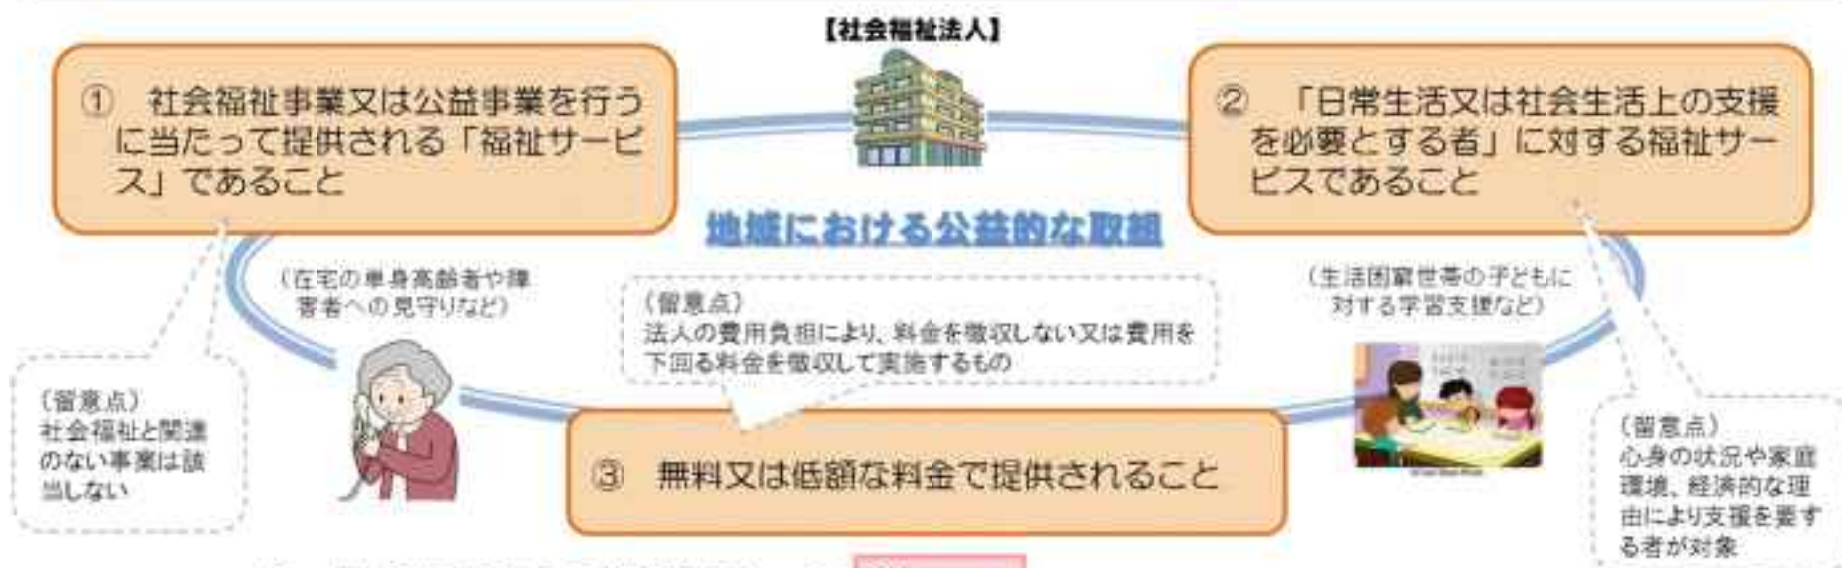 【社会福祉法人】
① 社会福祉事業又は公益事業を行う
に当たって提供される「福祉サービ
ス」であること
② 「日常生活又は社会生活上の支援
を必要とする者」に対する福祉サー
ビスであること
地域における公益的な取組
（在宅の単身高齢者や障
害者への見守りなど）
（留意点）
法人の費用負担により、料金を徴収しない又は費用を
下回る料金を徴収して実施するもの
（生活困窮世帯の子どもに
対する学習支援など）
（留意点）
社会福祉と関連
のない事業は該
当しない
③ 無料又は低額な料金で提供されること
（留意点）
心身の状況や家庭
環境、経済的な理
由により支援を要す
る者が対象